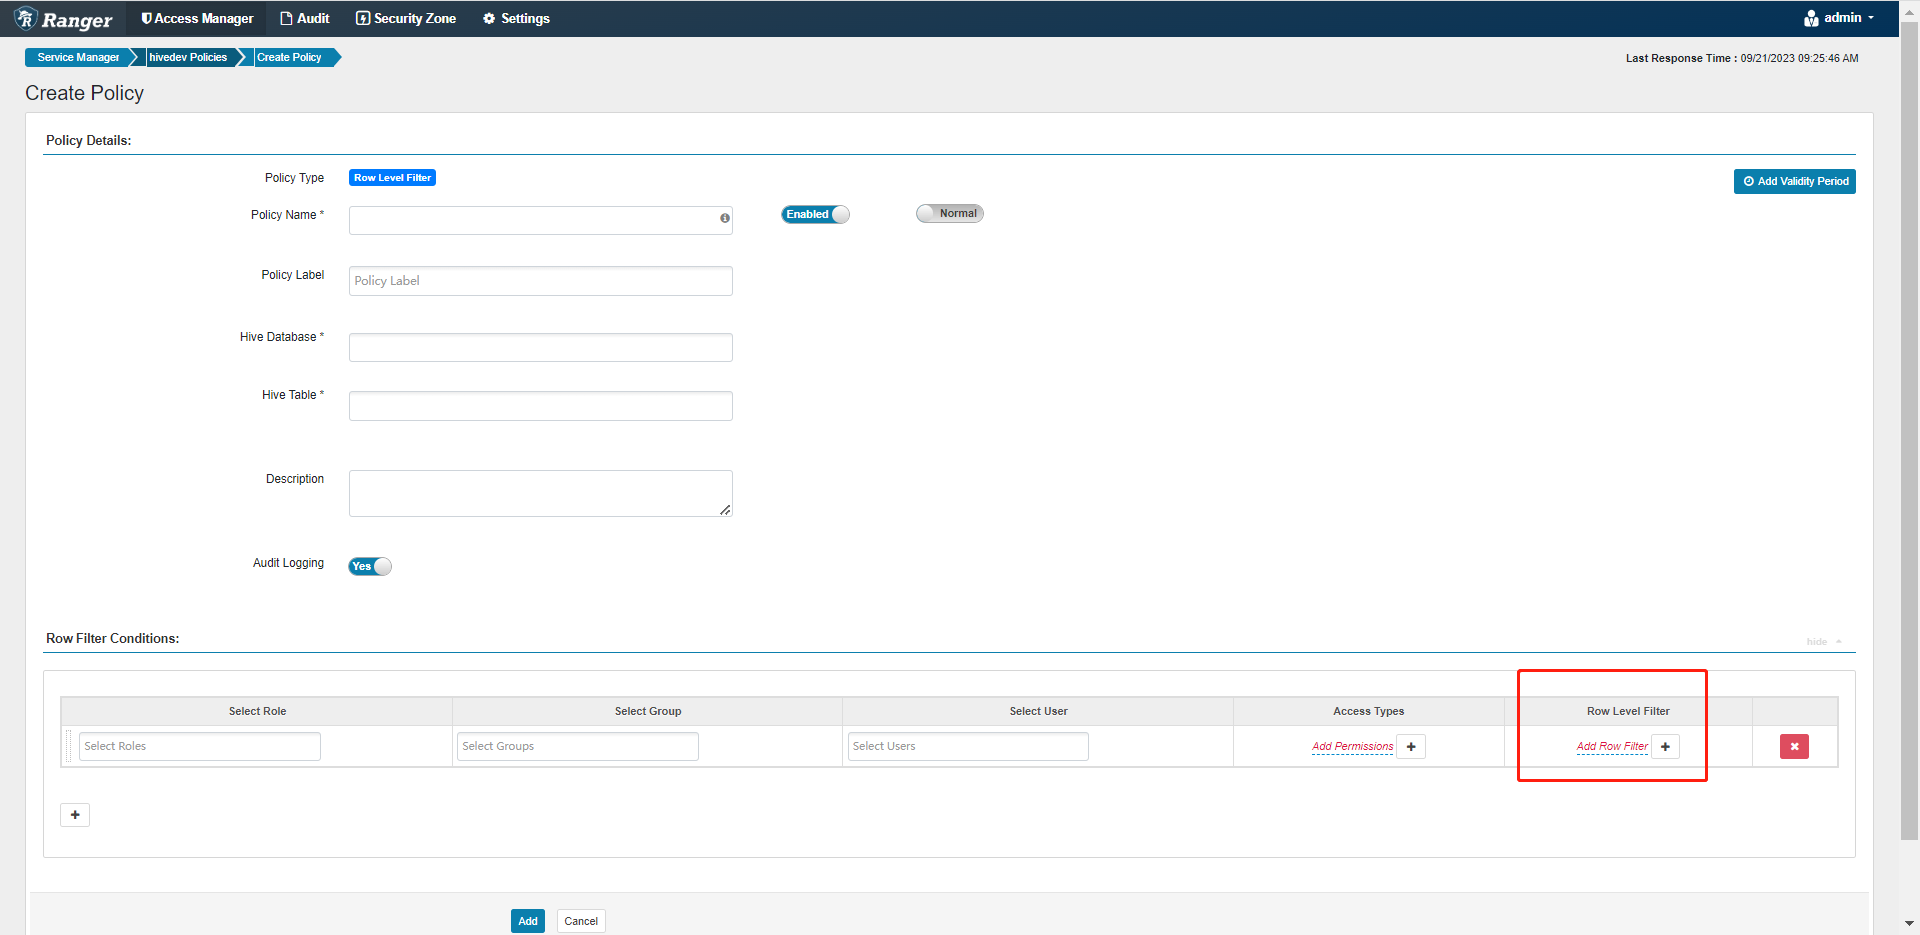 Ranger Access Manager Audit Security Zone Settings admin
Service Manager hivedev Policies Create Policy
Last Response Time : 09/21/2023 09:25:46 AM
Create Policy
Policy Details:
Policy Type Row Level Filter
Add Validity Period
Policy Name * Enabled Normal
Policy Label Policy Label
Hive Database *
Hive Table *
Description
Audit Logging Yes
Row Filter Conditions:
hide
Select Role Select Group Select User Access Types Row Level Filter
Select Roles Select Groups Select Users Add Permissions + Add Row Filter +
+
Add Cancel